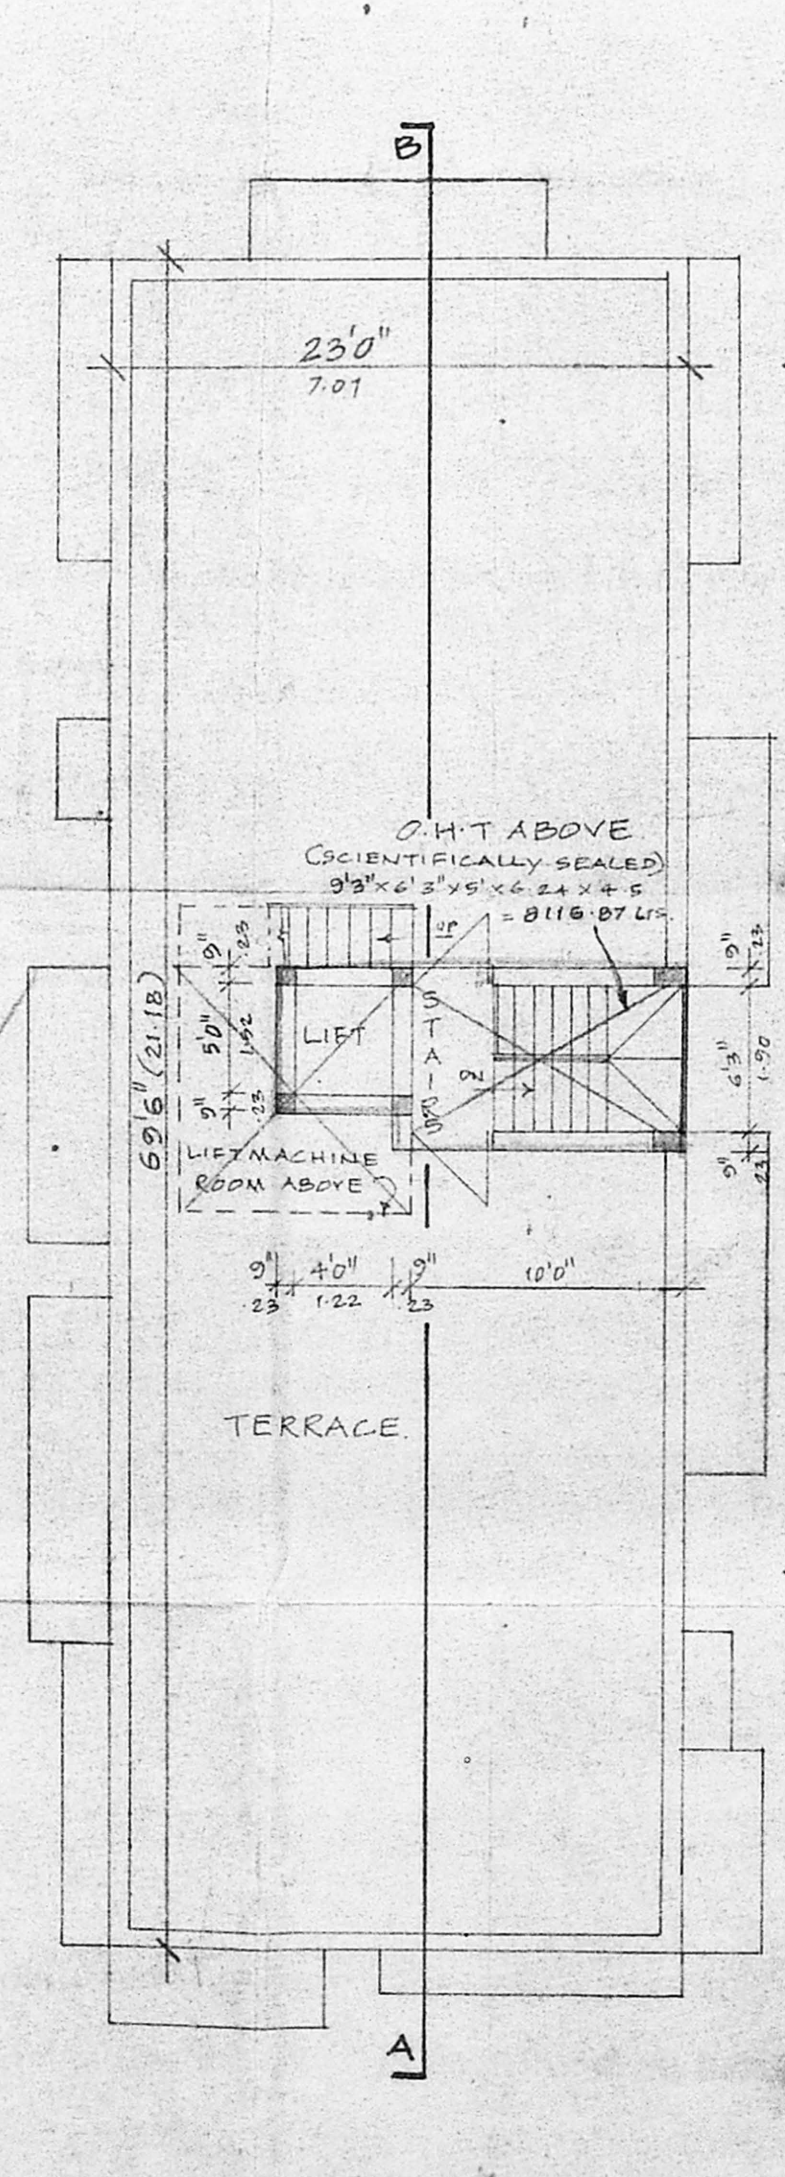 B
23'0"
7.01
O.H.T ABOVE
(SCIENTIFICALLY SEALED)
9'3"x6'3"x5'x6.24x4.5
= 8116.87 LTS.
UP
9"
.23
5'0"
1.52
9"
.23
LIFT
STAIRS
9"
.23
6'3"
1.90
9"
.23
69'6" (21.18)
LIFT MACHINE
ROOM ABOVE
9"
.23
4'0"
1.22
9"
.23
10'0"
TERRACE.
A